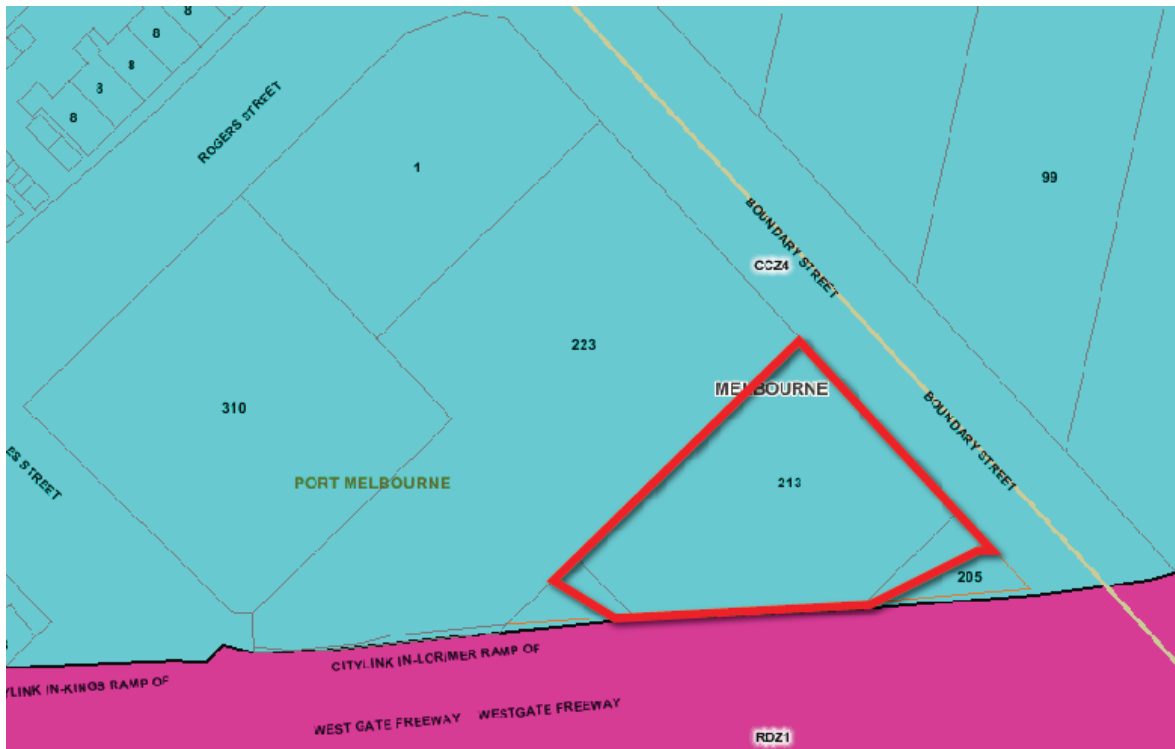 8
8
8
8
8
ROGERS STREET
1
99
BOUNDARY STREET
CCZ4
223
MELBOURNE
310
BOUNDARY STREET
ES STREET
PORT MELBOURNE
213
205
CITYLINK IN-LORIMER RAMP OF
YLINK IN-KINGS RAMP OF
WEST GATE FREEWAY
WESTGATE FREEWAY
RDZ1